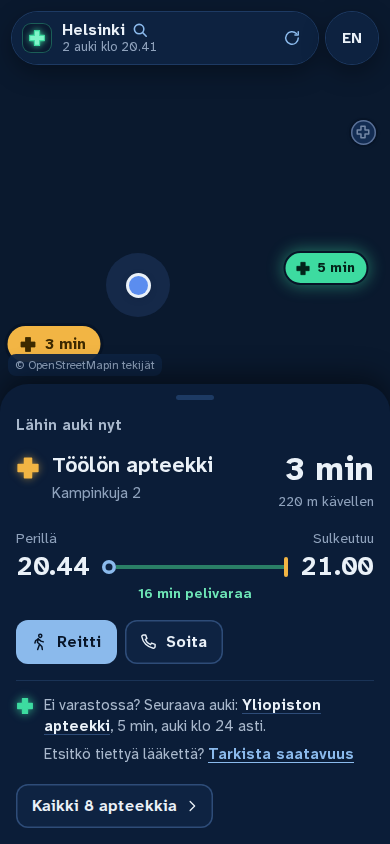 Helsinki
2 auki klo 20.41
EN
5 min
3 min
© OpenStreetMapin tekijät
Lähin auki nyt
Töölön apteekki
3 min
Kampinkuja 2
220 m kävellen
Perillä
Sulkeutuu
20.44
21.00
16 min pelivaraa
Reitti
Soita
Ei varastossa? Seuraava auki: Yliopiston
apteekki, 5 min, auki klo 24 asti.
Etsitkö tiettyä lääkettä? Tarkista saatavuus
Kaikki 8 apteekkia